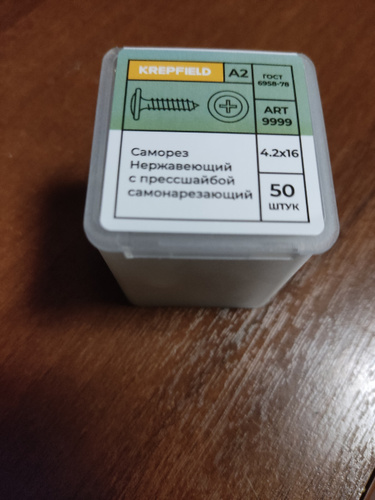 KREPFIELD
A2
ГОСТ
6958-78
ART
9999
Саморез
Нержавеющий
с прессшайбой
самонарезающий
4.2x16
50
ШТУК